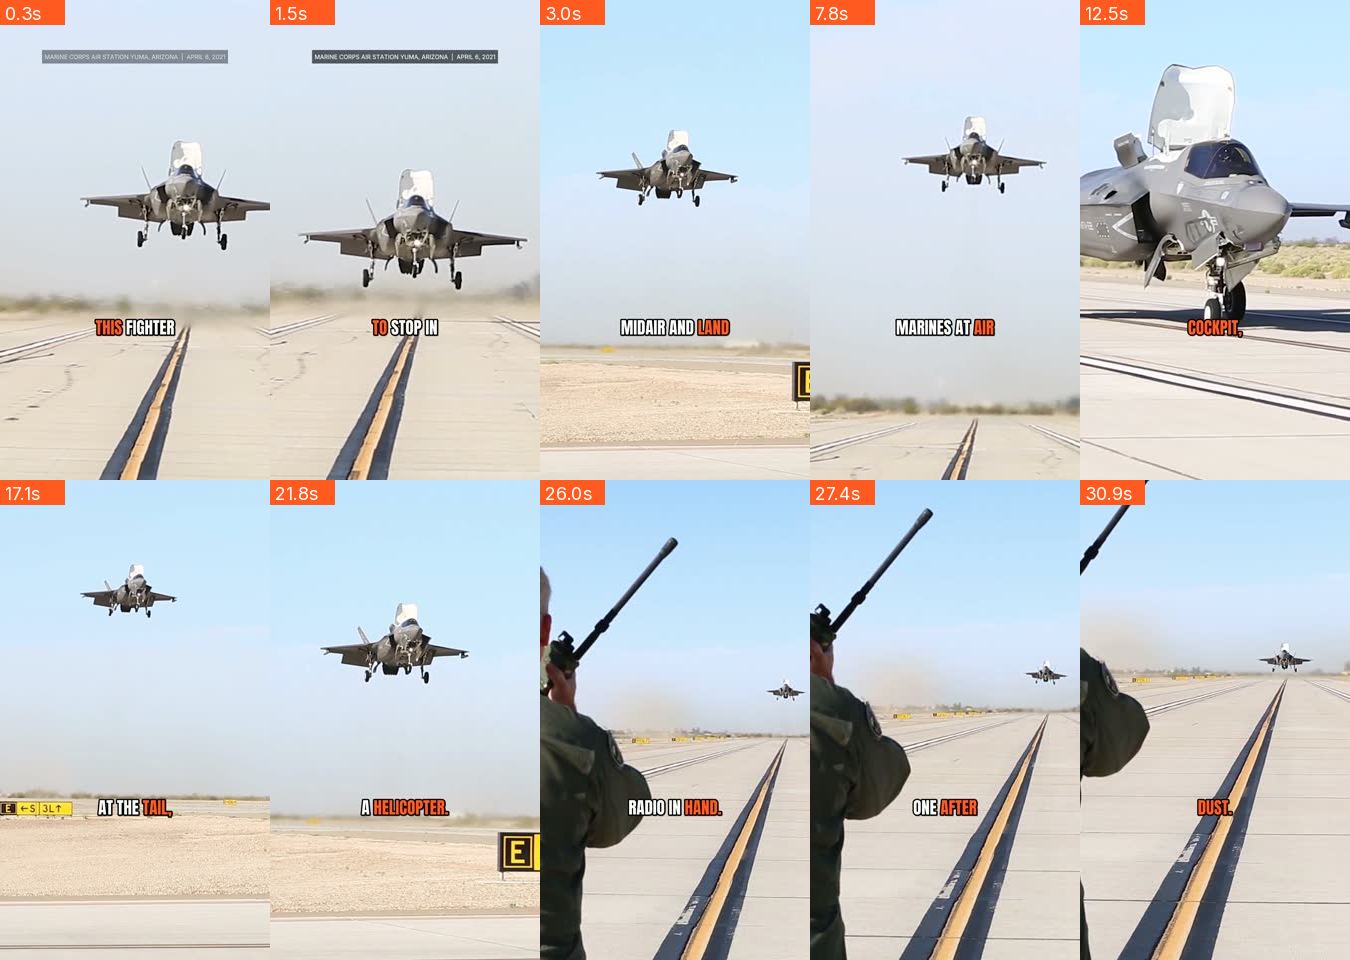 0.3s
MARINE CORPS AIR STATION YUMA, ARIZONA | APRIL 6, 2021
THIS FIGHTER
1.5s
MARINE CORPS AIR STATION YUMA, ARIZONA | APRIL 6, 2021
TO STOP IN
3.0s
MIDAIR AND LAND
7.8s
MARINES AT AIR
12.5s
COCKPIT,
17.1s
E ←S 3L↑
AT THE TAIL,
21.8s
A HELICOPTER.
E
26.0s
RADIO IN HAND.
27.4s
ONE AFTER
30.9s
DUST.